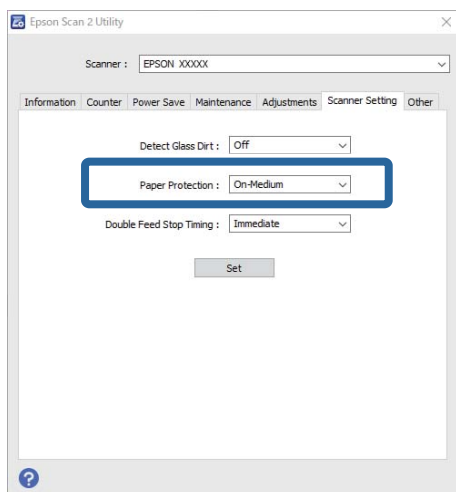 Epson Scan 2 Utility
Scanner : EPSON XXXXX
Information Counter Power Save Maintenance Adjustments Scanner Setting Other
Detect Glass Dirt : Off
Paper Protection : On-Medium
Double Feed Stop Timing : Immediate
Set
?